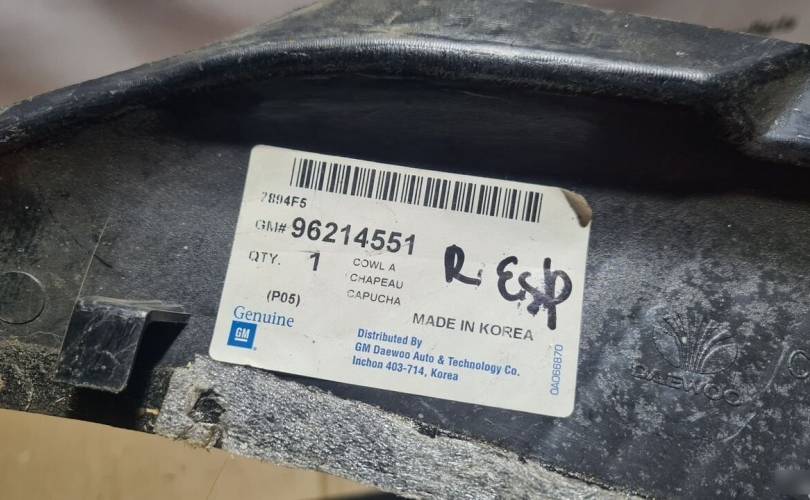 7894F5
GM# 96214551
QTY. 1 COWL A
CHAPEAU
CAPUCHA
(P05)
R. Esp
MADE IN KOREA
Genuine
GM
Distributed By
GM Daewoo Auto & Technology Co.
Inchon 403-714, Korea
0A066870
DAEWOO